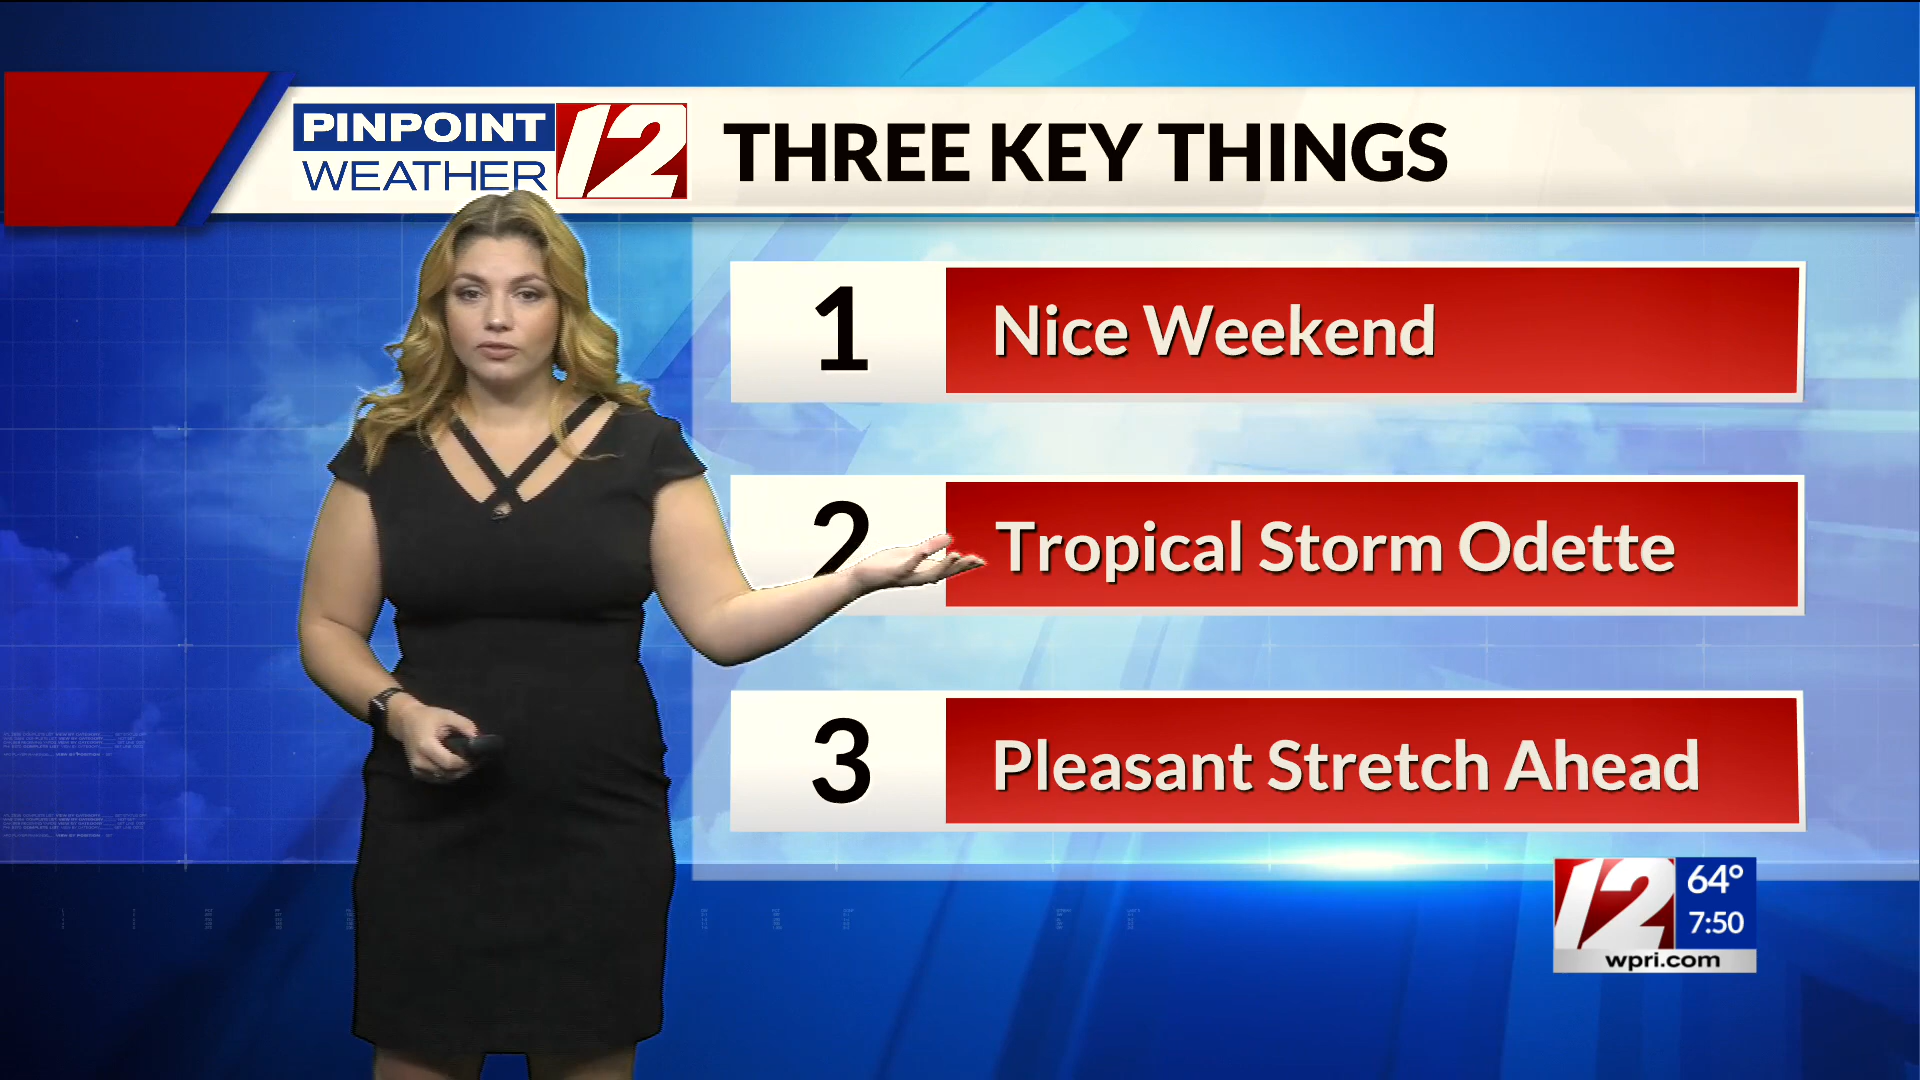 PINPOINT
WEATHER
12
THREE KEY THINGS
1
Nice Weekend
2
Tropical Storm Odette
3
Pleasant Stretch Ahead
12
64°
7:50
wpri.com